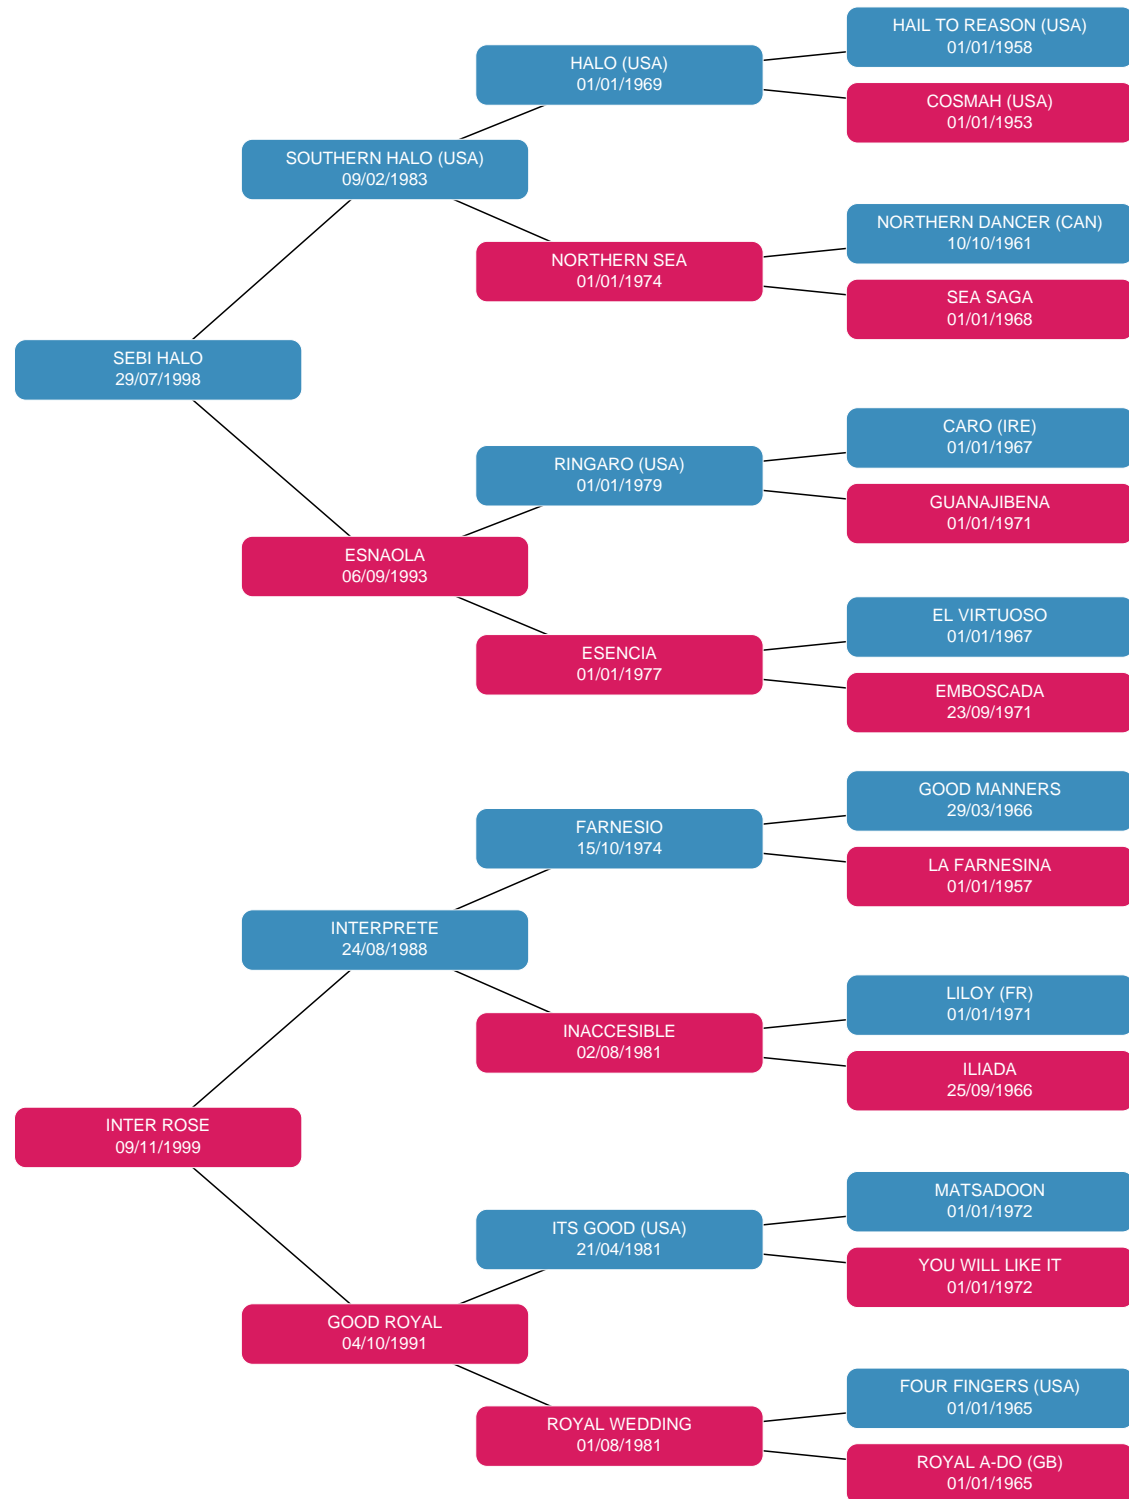 HAIL TO REASON (USA)
01/01/1958
HALO (USA)
01/01/1969
COSMAH (USA)
01/01/1953
SOUTHERN HALO (USA)
09/02/1983
NORTHERN DANCER (CAN)
10/10/1961
NORTHERN SEA
01/01/1974
SEA SAGA
01/01/1968
SEBI HALO
29/07/1998
CARO (IRE)
01/01/1967
RINGARO (USA)
01/01/1979
GUANAJIBENA
01/01/1971
ESNAOLA
06/09/1993
EL VIRTUOSO
01/01/1967
ESENCIA
01/01/1977
EMBOSCADA
23/09/1971
GOOD MANNERS
29/03/1966
FARNESIO
15/10/1974
LA FARNESINA
01/01/1957
INTERPRETE
24/08/1988
LILOY (FR)
01/01/1971
INACCESIBLE
02/08/1981
ILIADA
25/09/1966
INTER ROSE
09/11/1999
MATSADOON
01/01/1972
ITS GOOD (USA)
21/04/1981
YOU WILL LIKE IT
01/01/1972
GOOD ROYAL
04/10/1991
FOUR FINGERS (USA)
01/01/1965
ROYAL WEDDING
01/08/1981
ROYAL A-DO (GB)
01/01/1965